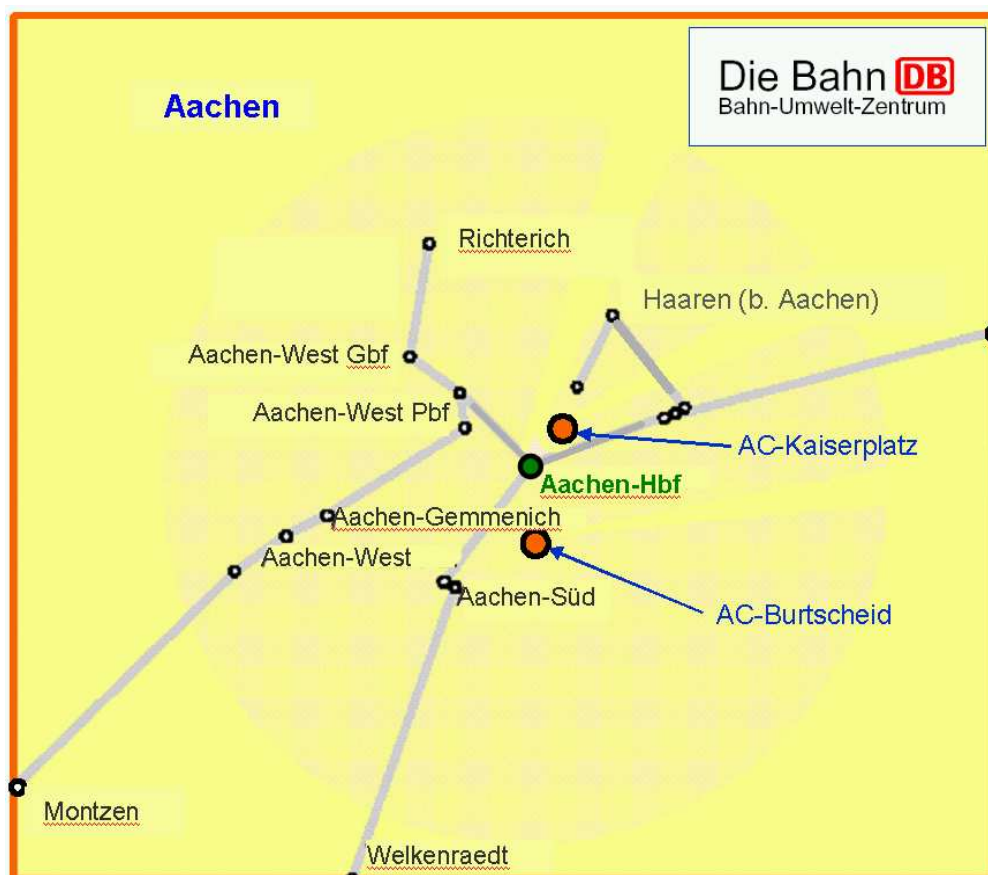 Aachen
Die Bahn DB
Bahn-Umwelt-Zentrum
Richterich
Haaren (b. Aachen)
Aachen-West Gbf
Aachen-West Pbf
AC-Kaiserplatz
Aachen-Hbf
Aachen-Gemmenich
Aachen-West
Aachen-Süd
AC-Burtscheid
Montzen
Welkenraedt